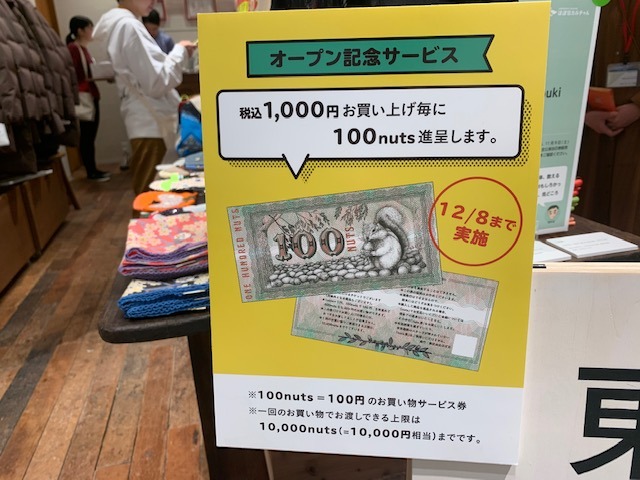 オープン記念サービス
税込1,000円お買い上げ毎に
100nuts進呈します。
ONE HUNDRED NUTS
100
NUTS
12/8まで
実施
※100nuts＝100円のお買い物サービス券
※一回のお買い物でお渡しできる上限は
10,000nuts(=10,000円相当)までです。
uki
東